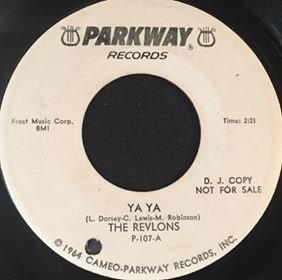 PARKWAY®
RECORDS
Frost Music Corp.
BMI
Time: 2:21
D. J. COPY
NOT FOR SALE
YA YA
(L. Dorsey-C. Lewis-M. Robinson)
THE REVLONS
P-107-A
© 1964 CAMEO-PARKWAY RECORDS, INC.